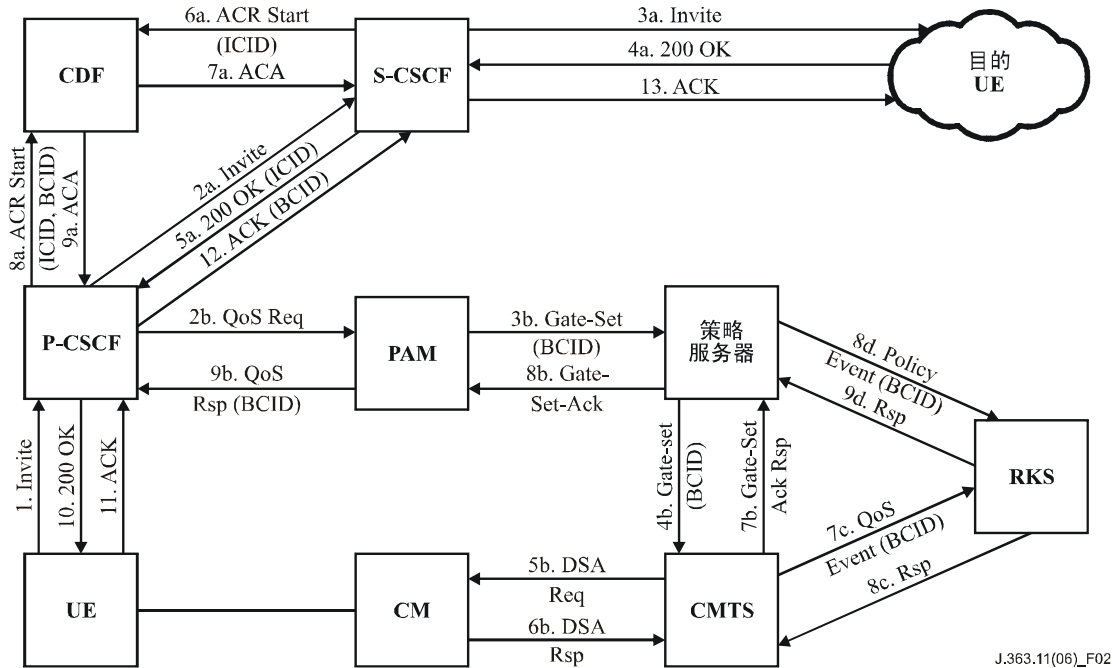 6a. ACR Start
(ICID)
7a. ACA
3a. Invite
4a. 200 OK
13. ACK
CDF
S-CSCF
目的
UE
8a. ACR Start
(ICID, BCID)
9a. ACA
2a. Invite
5a. 200 OK (ICID)
12. ACK (BCID)
P-CSCF
2b. QoS Req
9b. QoS
Rsp (BCID)
PAM
3b. Gate-Set
(BCID)
8b. Gate-
Set-Ack
策略
服务器
8d. Policy
Event (BCID)
9d. Rsp
RKS
1. Invite
10. 200 OK
11. ACK
4b. Gate-set
(BCID)
7b. Gate-Set
Ack Rsp
7c. QoS
Event (BCID)
8c. Rsp
UE
CM
5b. DSA
Req
6b. DSA
Rsp
CMTS
J.363.11(06)_F02